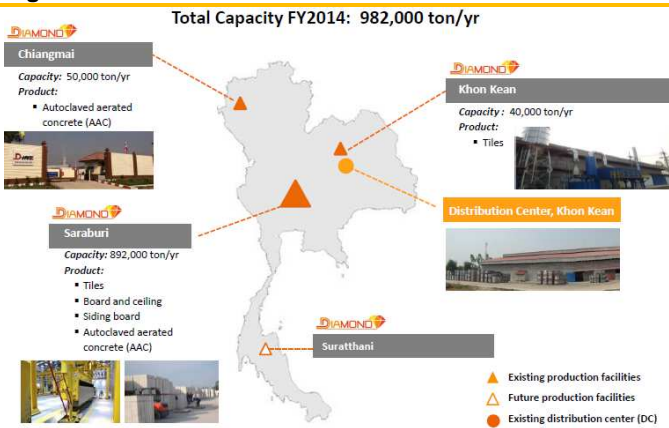 Total Capacity FY2014: 982,000 ton/yr
DIAMOND
Chiangmai
Capacity: 50,000 ton/yr
Product:
▪ Autoclaved aerated
concrete (AAC)
DIAMOND
Khon Kean
Capacity : 40,000 ton/yr
Product:
▪ Tiles
Distribution Center, Khon Kean
DIAMOND
Saraburi
Capacity: 892,000 ton/yr
Product:
▪ Tiles
▪ Board and ceiling
▪ Siding board
▪ Autoclaved aerated
concrete (AAC)
DIAMOND
Suratthani
Existing production facilities
Future production facilities
Existing distribution center (DC)